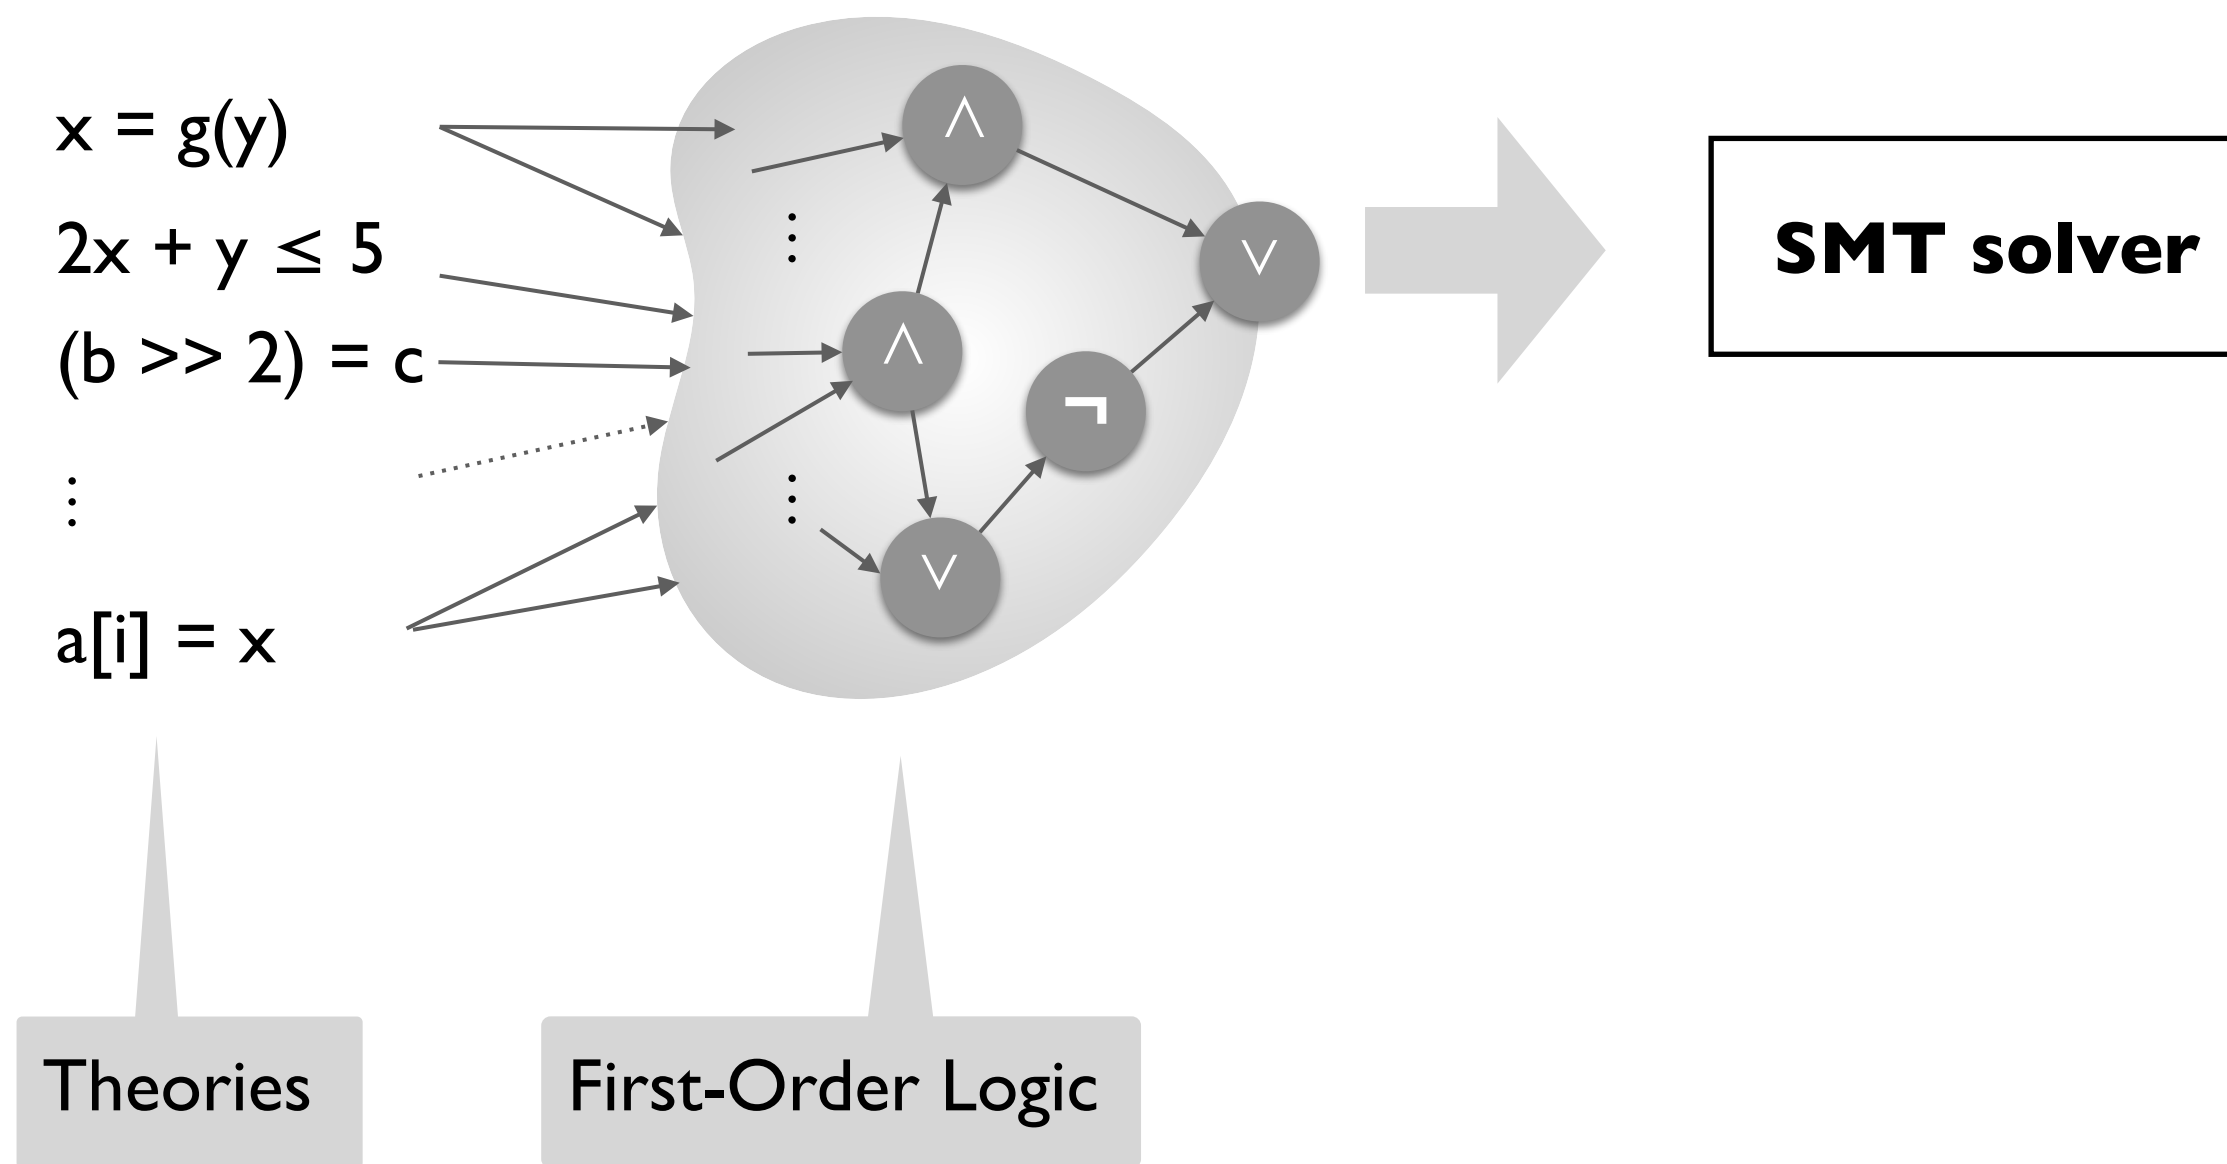 x = g(y)
2x + y ≤ 5
(b >> 2) = c
⋮
a[i] = x
∧
⋮
∨
∧
¬
⋮
∨
SMT solver
Theories
First-Order Logic